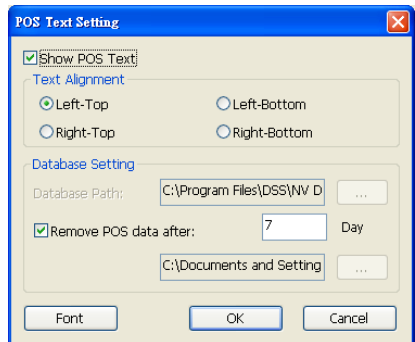 POS Text Setting
Show POS Text
Text Alignment
Left-Top
Left-Bottom
Right-Top
Right-Bottom
Database Setting
Database Path: C:\Program Files\DSS\NV D ...
Remove POS data after: 7 Day
C:\Documents and Setting ...
Font OK Cancel